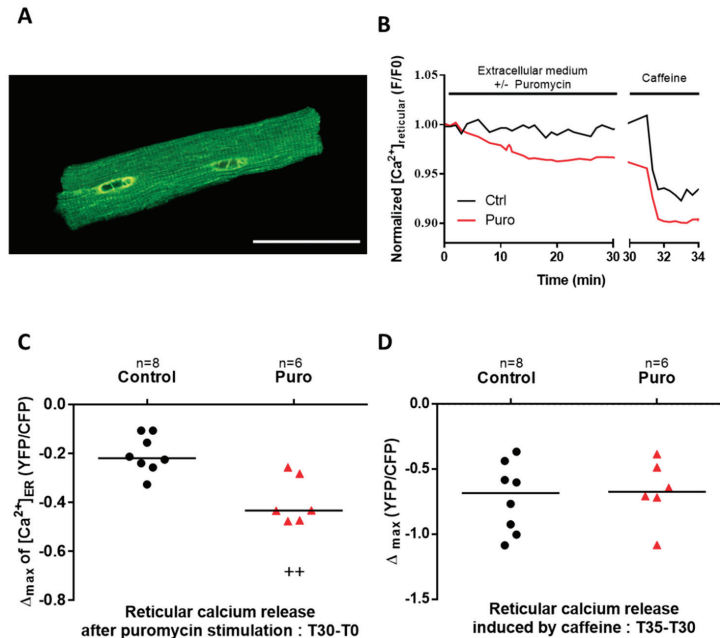 A
B
1.05
1.00
0.95
0.90
Normalized [Ca²⁺]reticular (F/F0)
Extracellular medium
+/- Puromycin
Caffeine
Ctrl
Puro
0 10 20 30
30 32 34
Time (min)
C
n=8 n=6
Control Puro
0.0
-0.2
-0.4
-0.6
-0.8
Δmax of [Ca²⁺]ER (YFP/CFP)
++
Reticular calcium release
after puromycin stimulation : T30-T0
D
n=8 n=6
Control Puro
0.0
-0.5
-1.0
-1.5
Δ max (YFP/CFP)
Reticular calcium release
induced by caffeine : T35-T30